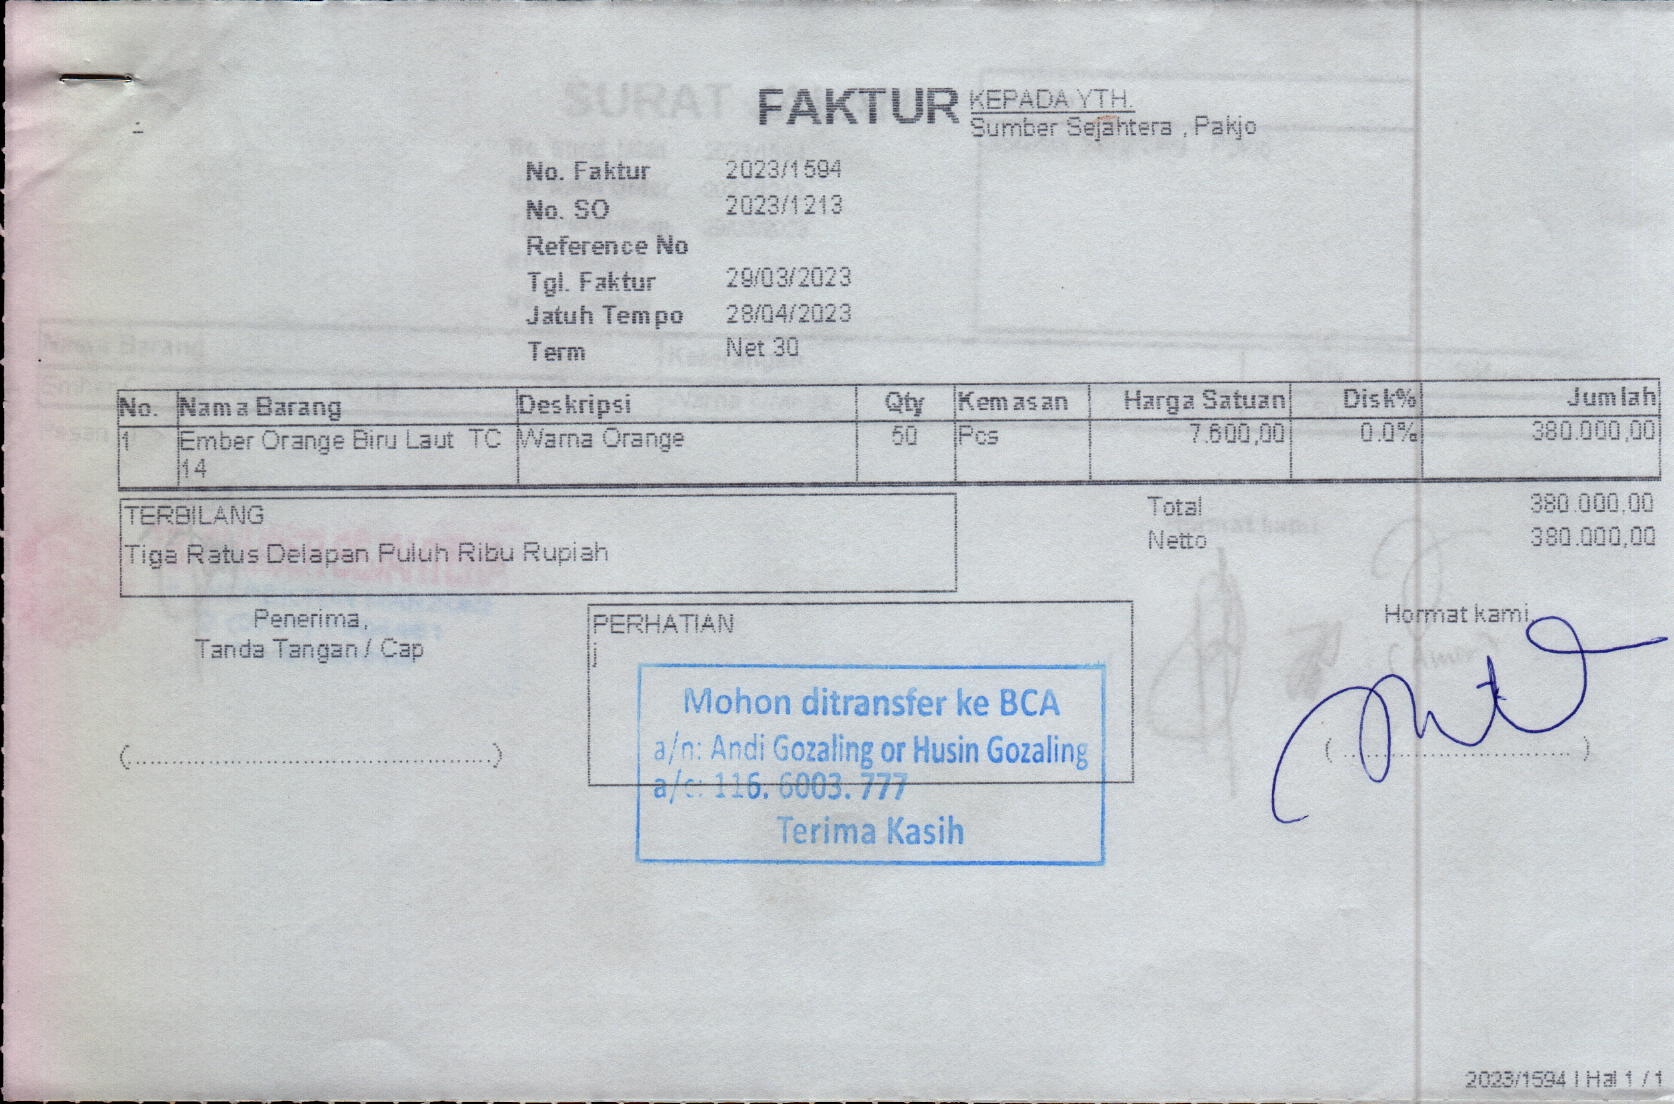 FAKTUR
KEPADA YTH.
Sumber Sejahtera , Pakjo
No. Faktur 2023/1594
No. SO 2023/1213
Reference No
Tgl. Faktur 29/03/2023
Jatuh Tempo 28/04/2023
Term Net 30
No. Nama Barang Deskripsi Qty Kemasan Harga Satuan Disk% Jumlah
1 Ember Orange Biru Laut TC Warna Orange 50 Pcs 7.600,00 0.0% 380.000,00
14
TERBILANG
Tiga Ratus Delapan Puluh Ribu Rupiah
Total 380.000,00
Netto 380.000,00
Penerima,
Tanda Tangan / Cap
(..........................................)
PERHATIAN
j
Mohon ditransfer ke BCA
a/n: Andi Gozaling or Husin Gozaling
a/c: 116. 6003. 777
Terima Kasih
Hormat kami,
( .............................. )
2023/1594 | Hal 1 / 1